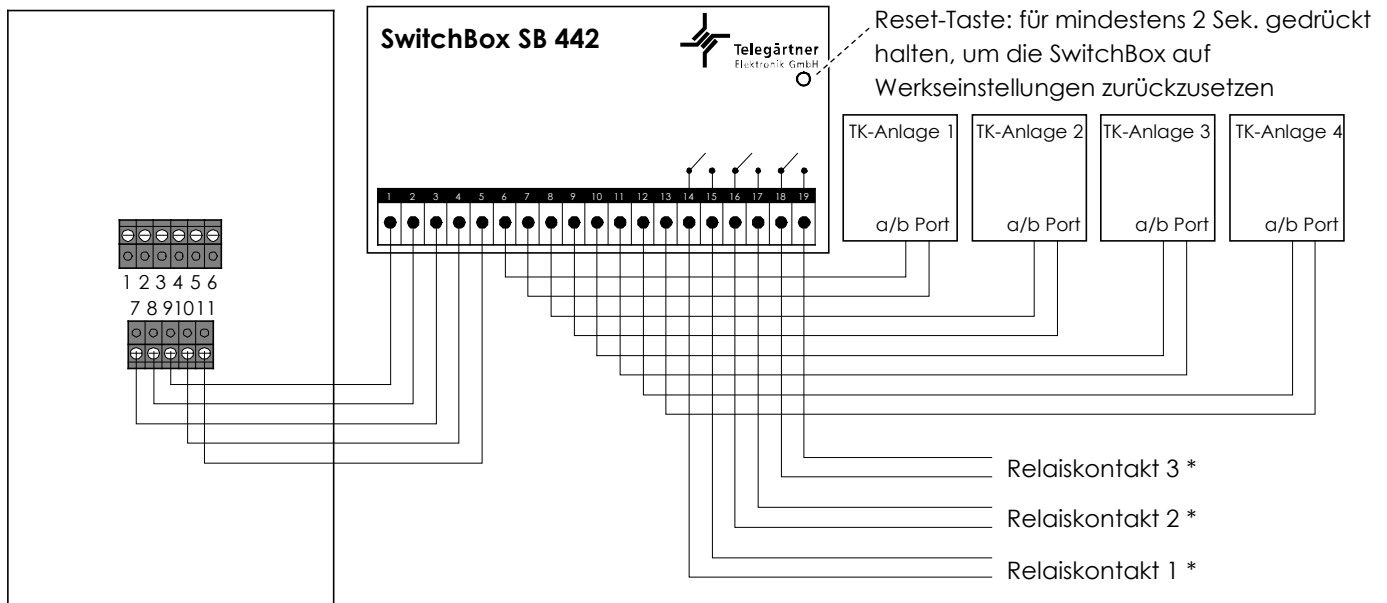 SwitchBox SB 442
Telegärtner
Elektronik GmbH
Reset-Taste: für mindestens 2 Sek. gedrückt
halten, um die SwitchBox auf
Werkseinstellungen zurückzusetzen
TK-Anlage 1 TK-Anlage 2 TK-Anlage 3 TK-Anlage 4
1 2 3 4 5 6 7 8 9 10 11 12 13 14 15 16 17 18 19
a/b Port a/b Port a/b Port a/b Port
1 2 3 4 5 6
7 8 9 10 11
Relaiskontakt 3 *
Relaiskontakt 2 *
Relaiskontakt 1 *